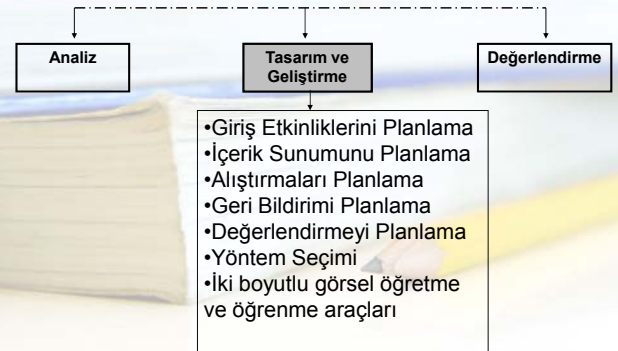 Analiz
Tasarım ve
Geliştirme
Değerlendirme
•Giriş Etkinliklerini Planlama
•İçerik Sunumunu Planlama
•Alıştırmaları Planlama
•Geri Bildirimi Planlama
•Değerlendirmeyi Planlama
•Yöntem Seçimi
•İki boyutlu görsel öğretme
ve öğrenme araçları